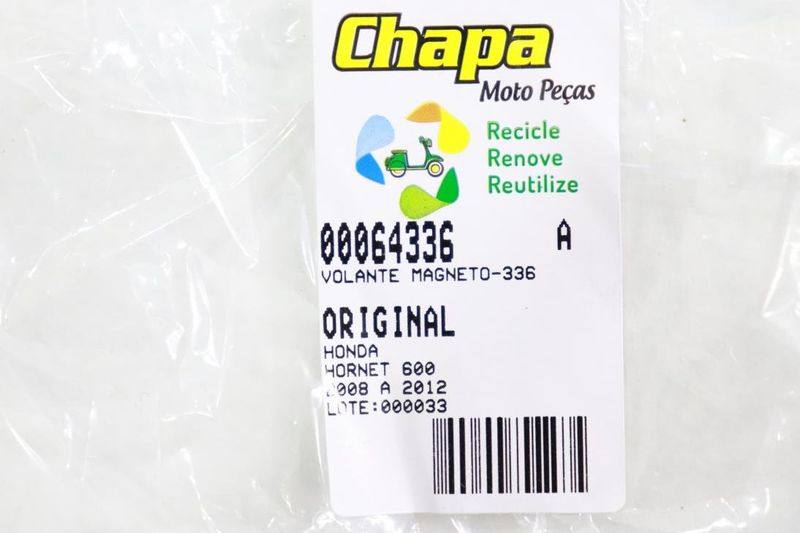 Chapa
Moto Peças
Recicle
Renove
Reutilize
00064336 A
VOLANTE MAGNETO-336
ORIGINAL
HONDA
HORNET 600
2008 A 2012
LOTE:000033